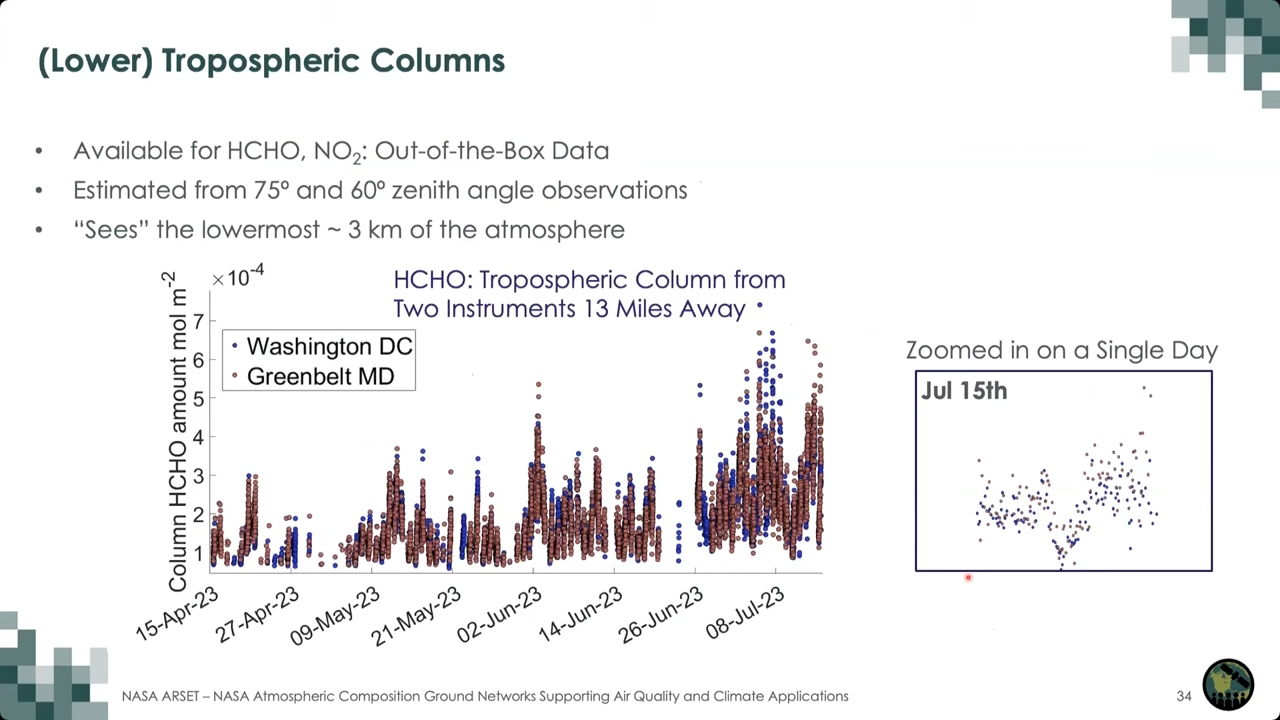 (Lower) Tropospheric Columns
• Available for HCHO, NO₂: Out-of-the-Box Data
• Estimated from 75º and 60º zenith angle observations
• “Sees” the lowermost ~ 3 km of the atmosphere
×10⁻⁴
HCHO: Tropospheric Column from
Two Instruments 13 Miles Away
Column HCHO amount mol m⁻²
7
6
5
4
3
2
1
Washington DC
Greenbelt MD
15-Apr-23
27-Apr-23
09-May-23
21-May-23
02-Jun-23
14-Jun-23
26-Jun-23
08-Jul-23
Zoomed in on a Single Day
Jul 15th
NASA ARSET – NASA Atmospheric Composition Ground Networks Supporting Air Quality and Climate Applications
34